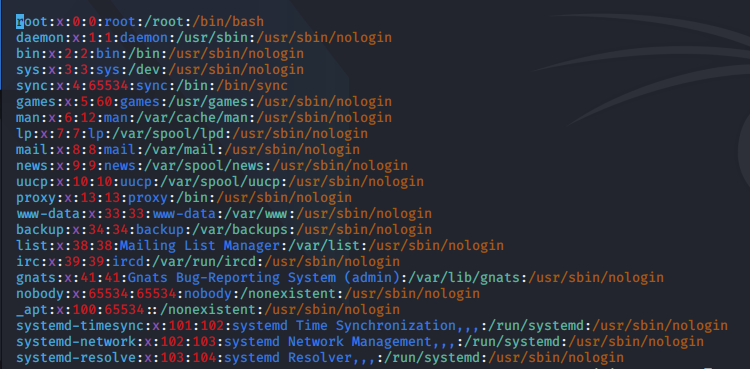 root:x:0:0:root:/root:/bin/bash
daemon:x:1:1:daemon:/usr/sbin:/usr/sbin/nologin
bin:x:2:2:bin:/bin:/usr/sbin/nologin
sys:x:3:3:sys:/dev:/usr/sbin/nologin
sync:x:4:65534:sync:/bin:/bin/sync
games:x:5:60:games:/usr/games:/usr/sbin/nologin
man:x:6:12:man:/var/cache/man:/usr/sbin/nologin
lp:x:7:7:lp:/var/spool/lpd:/usr/sbin/nologin
mail:x:8:8:mail:/var/mail:/usr/sbin/nologin
news:x:9:9:news:/var/spool/news:/usr/sbin/nologin
uucp:x:10:10:uucp:/var/spool/uucp:/usr/sbin/nologin
proxy:x:13:13:proxy:/bin:/usr/sbin/nologin
www-data:x:33:33:www-data:/var/www:/usr/sbin/nologin
backup:x:34:34:backup:/var/backups:/usr/sbin/nologin
list:x:38:38:Mailing List Manager:/var/list:/usr/sbin/nologin
irc:x:39:39:ircd:/var/run/ircd:/usr/sbin/nologin
gnats:x:41:41:Gnats Bug-Reporting System (admin):/var/lib/gnats:/usr/sbin/nologin
nobody:x:65534:65534:nobody:/nonexistent:/usr/sbin/nologin
_apt:x:100:65534::/nonexistent:/usr/sbin/nologin
systemd-timesync:x:101:102:systemd Time Synchronization,,,:/run/systemd:/usr/sbin/nologin
systemd-network:x:102:103:systemd Network Management,,,:/run/systemd:/usr/sbin/nologin
systemd-resolve:x:103:104:systemd Resolver,,,:/run/systemd:/usr/sbin/nologin